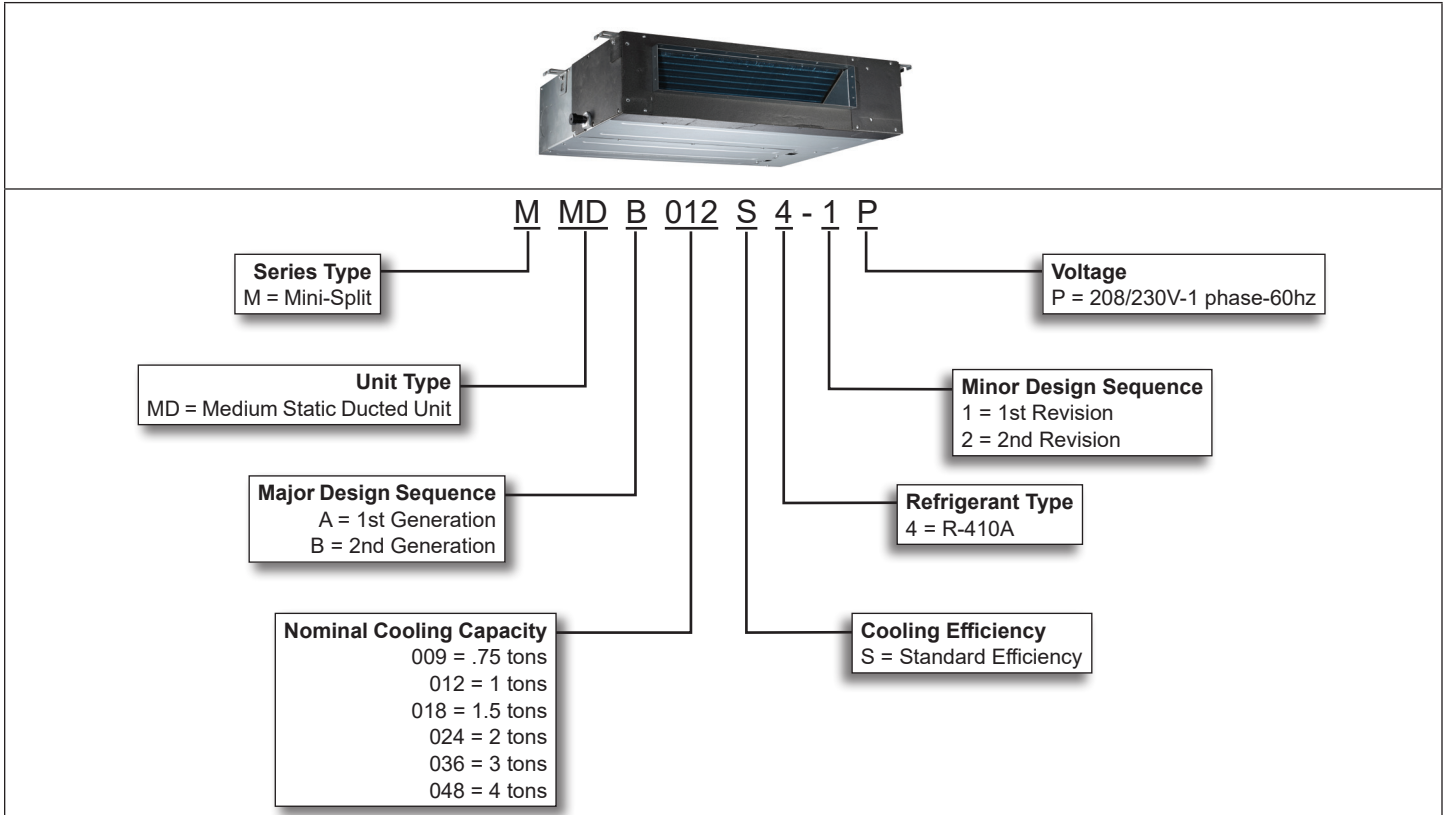 M MD B 012 S 4 - 1 P
Series Type
M = Mini-Split
Voltage
P = 208/230V-1 phase-60hz
Unit Type
MD = Medium Static Ducted Unit
Minor Design Sequence
1 = 1st Revision
2 = 2nd Revision
Major Design Sequence
A = 1st Generation
B = 2nd Generation
Refrigerant Type
4 = R-410A
Nominal Cooling Capacity
009 = .75 tons
012 = 1 tons
018 = 1.5 tons
024 = 2 tons
036 = 3 tons
048 = 4 tons
Cooling Efficiency
S = Standard Efficiency